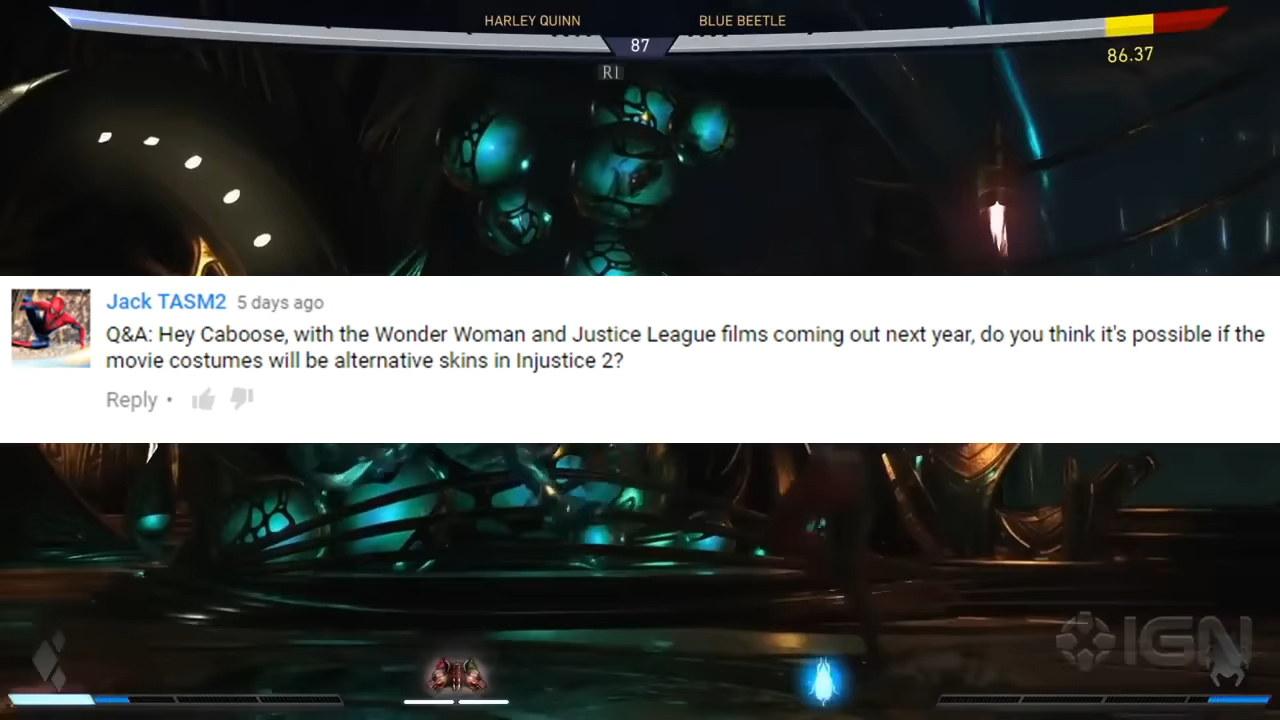 HARLEY QUINN
BLUE BEETLE
87
86.37
R1
Jack TASM2 5 days ago
Q&A: Hey Caboose, with the Wonder Woman and Justice League films coming out next year, do you think it's possible if the
movie costumes will be alternative skins in Injustice 2?
Reply •
IGN